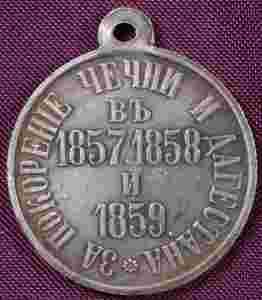 ЗА ПОКОРЕНІЕ ЧЕЧНИ И ДАГЕСТАНА
ВЪ
1857,1858
И
1859.